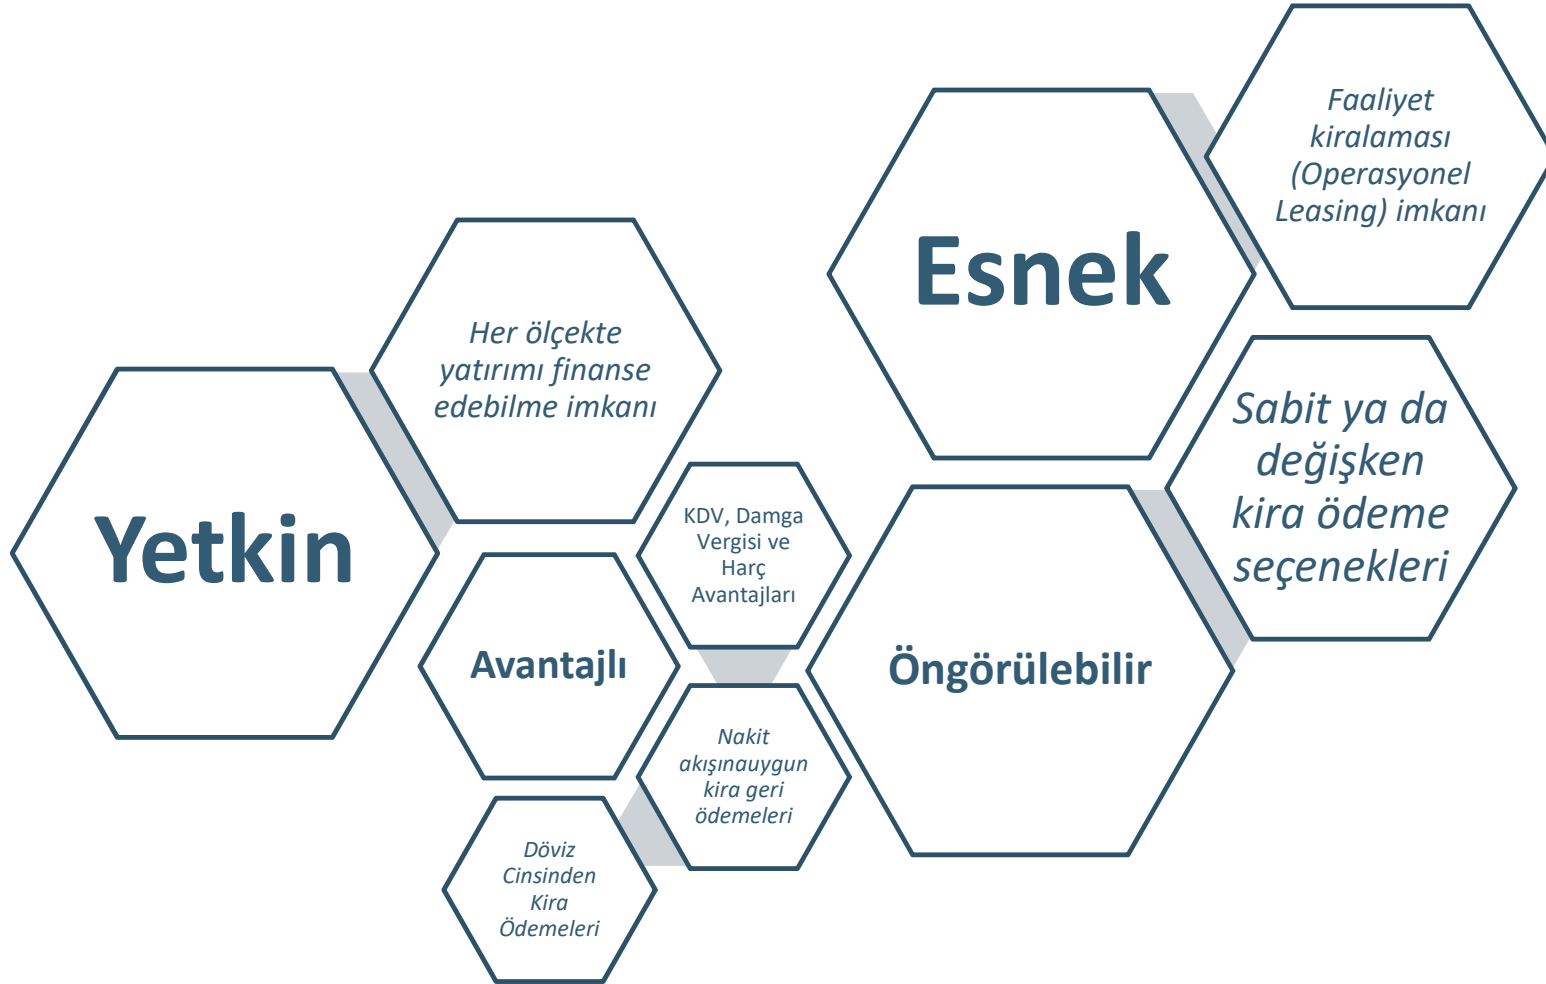 Yetkin
Her ölçekte
yatırımı finanse
edebilme imkanı
Avantajlı
KDV, Damga
Vergisi ve
Harç
Avantajları
Nakit
akışınauygun
kira geri
ödemeleri
Döviz
Cinsinden
Kira
Ödemeleri
Esnek
Faaliyet
kiralaması
(Operasyonel
Leasing) imkanı
Öngörülebilir
Sabit ya da
değişken
kira ödeme
seçenekleri